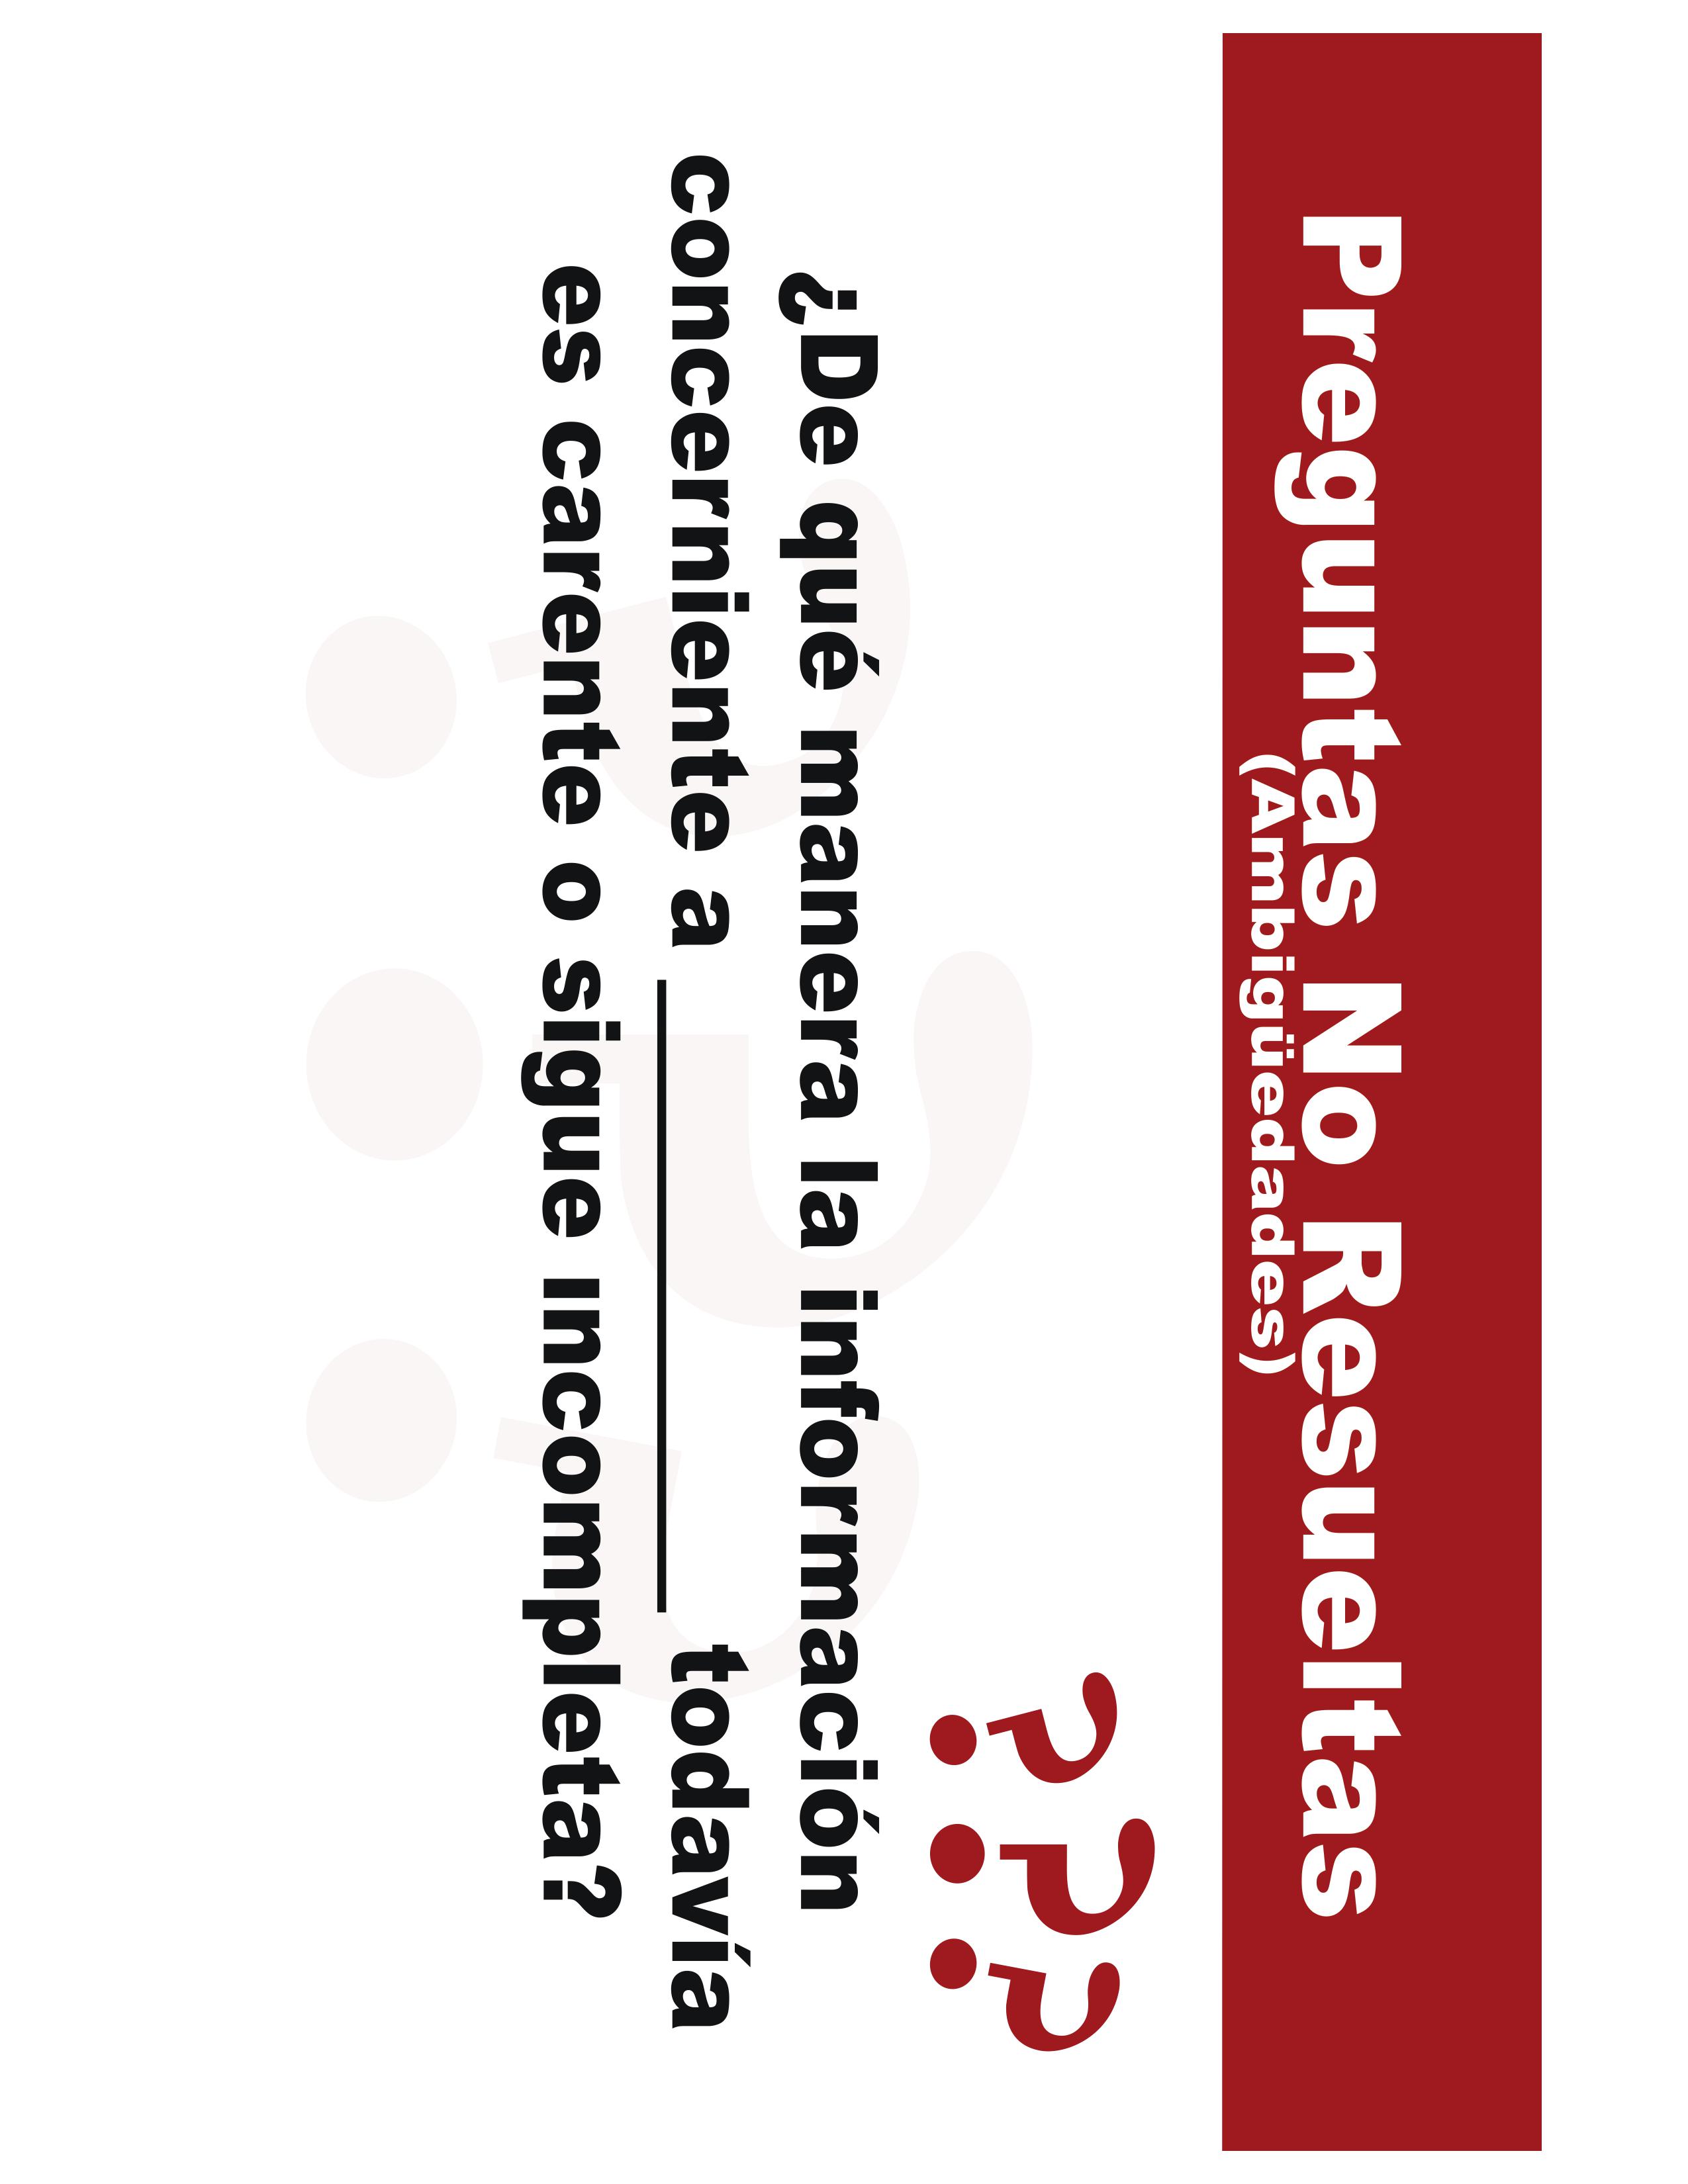 Preguntas No Resueltas
(Ambigüedades)
¿De qué manera la información
concerniente a ______________ todavía
es carente o sigue ıncompleta?